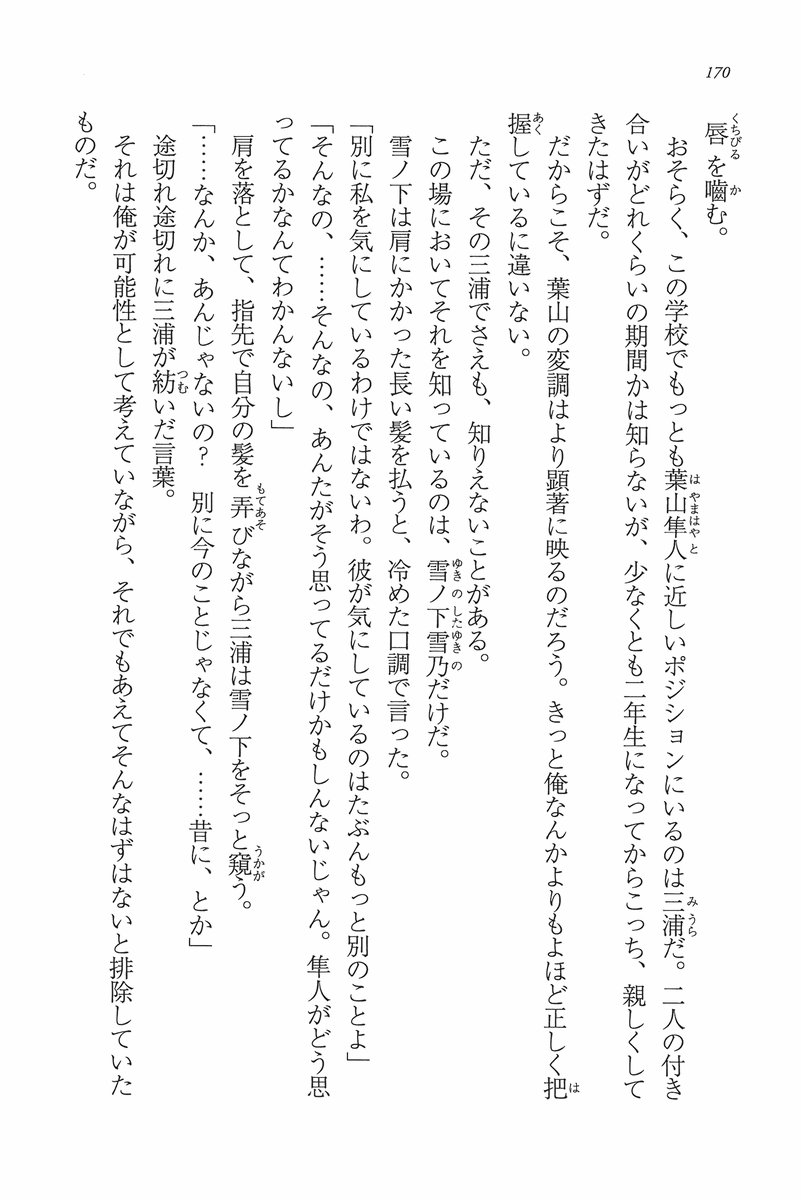 170
唇を嚙む。
おそらく、この学校でもっとも葉山隼人に近しいポジションにいるのは三浦だ。二人の付き
合いがどれくらいの期間かは知らないが、少なくとも二年生になってからこっち、親しくして
きたはずだ。
だからこそ、葉山の変調はより顕著に映るのだろう。きっと俺なんかよりもよほど正しく把
握しているに違いない。
ただ、その三浦でさえも、知りえないことがある。
この場においてそれを知っているのは、雪ノ下雪乃だけだ。
雪ノ下は肩にかかった長い髪を払うと、冷めた口調で言った。
「別に私を気にしているわけではないわ。彼が気にしているのはたぶんもっと別のことよ」
「そんなの、……そんなの、あんたがそう思ってるだけかもしんないじゃん。隼人がどう思
ってるかなんてわかんないし」
肩を落として、指先で自分の髪を弄びながら三浦は雪ノ下をそっと窺う。
「……なんか、あんじゃないの？　別に今のことじゃなくて、……昔に、とか」
途切れ途切れに三浦が紡いだ言葉。
それは俺が可能性として考えていながら、それでもあえてそんなはずはないと排除していた
ものだ。